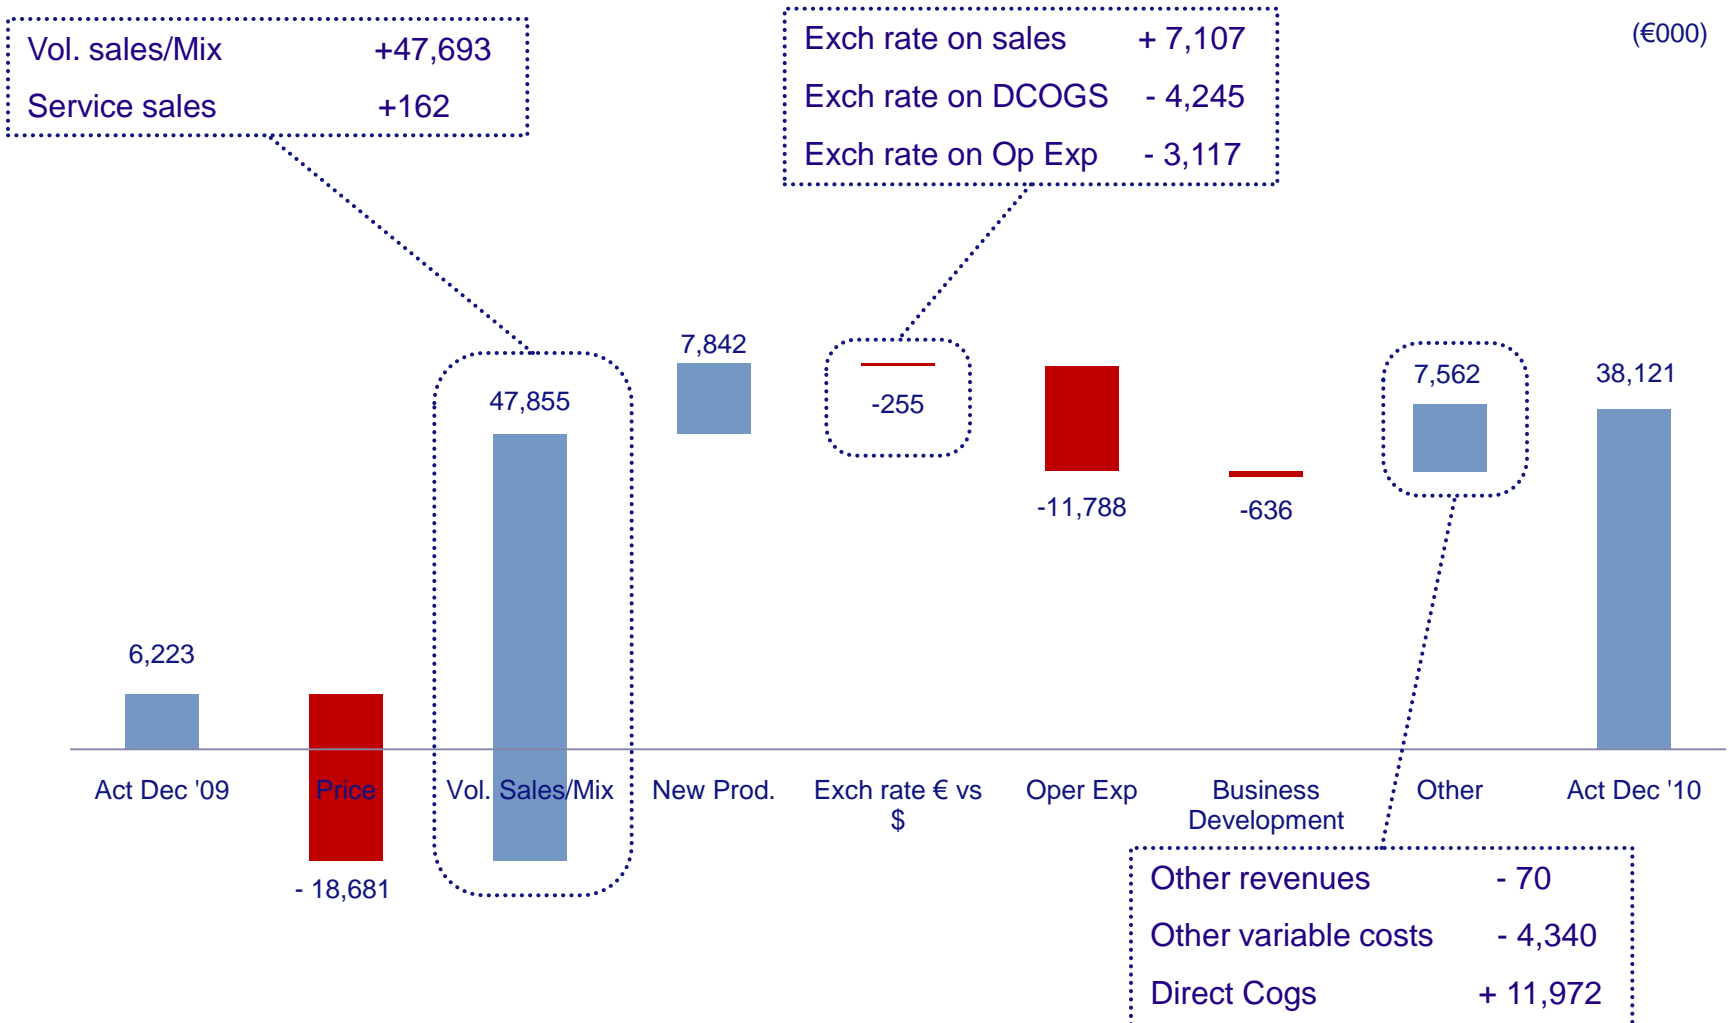 Vol. sales/Mix +47,693
Service sales +162
Exch rate on sales + 7,107
Exch rate on DCOGS - 4,245
Exch rate on Op Exp - 3,117
(€000)
6,223
- 18,681
47,855
7,842
-255
-11,788
-636
7,562
38,121
Act Dec '09
Price
Vol. Sales/Mix
New Prod.
Exch rate € vs
$
Oper Exp
Business
Development
Other
Act Dec '10
Other revenues - 70
Other variable costs - 4,340
Direct Cogs + 11,972